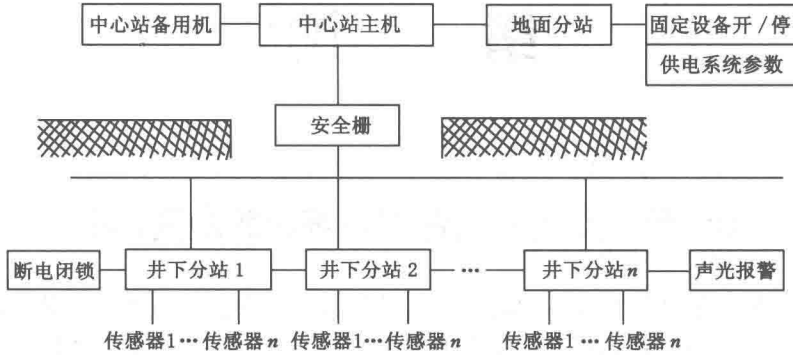 中心站备用机 中心站主机 地面分站 固定设备开/停
供电系统参数
安全栅
断电闭锁 井下分站1 井下分站2 … 井下分站n 声光报警
传感器1…传感器n 传感器1…传感器n 传感器1…传感器n